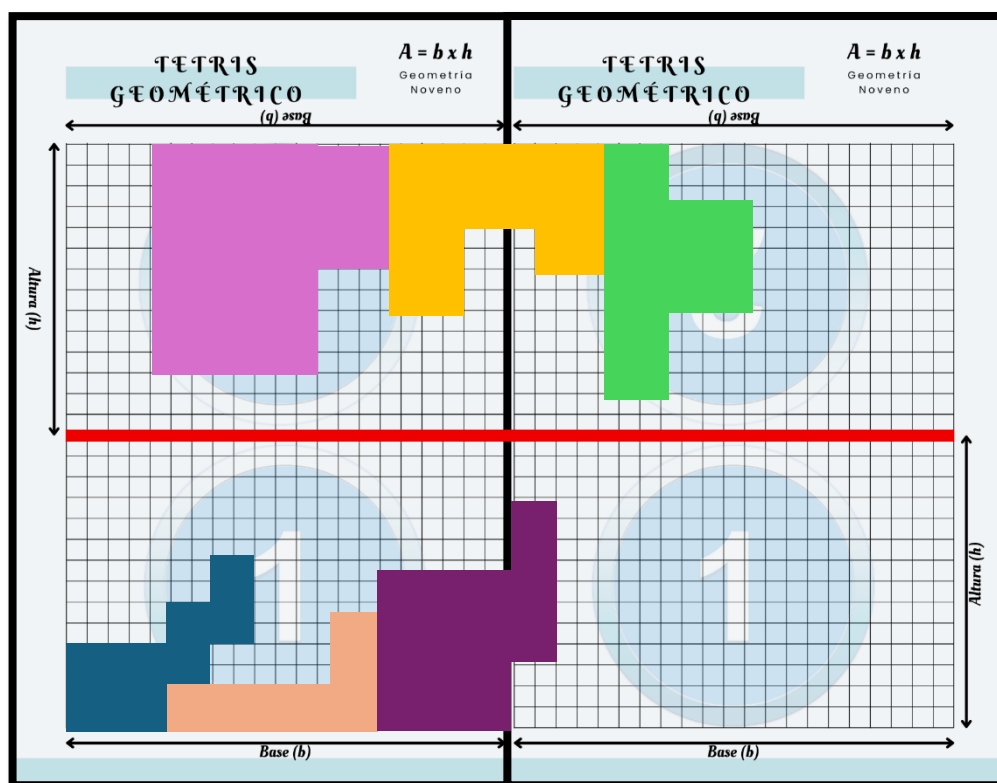 TETRIS
GEOMÉTRICO
A = b x h
Geometria
Noveno
Base (b)
Altura (h)
TETRIS
GEOMÉTRICO
A = b x h
Geometria
Noveno
Base (b)
1
Base (b)
1
Altura (h)
Base (b)